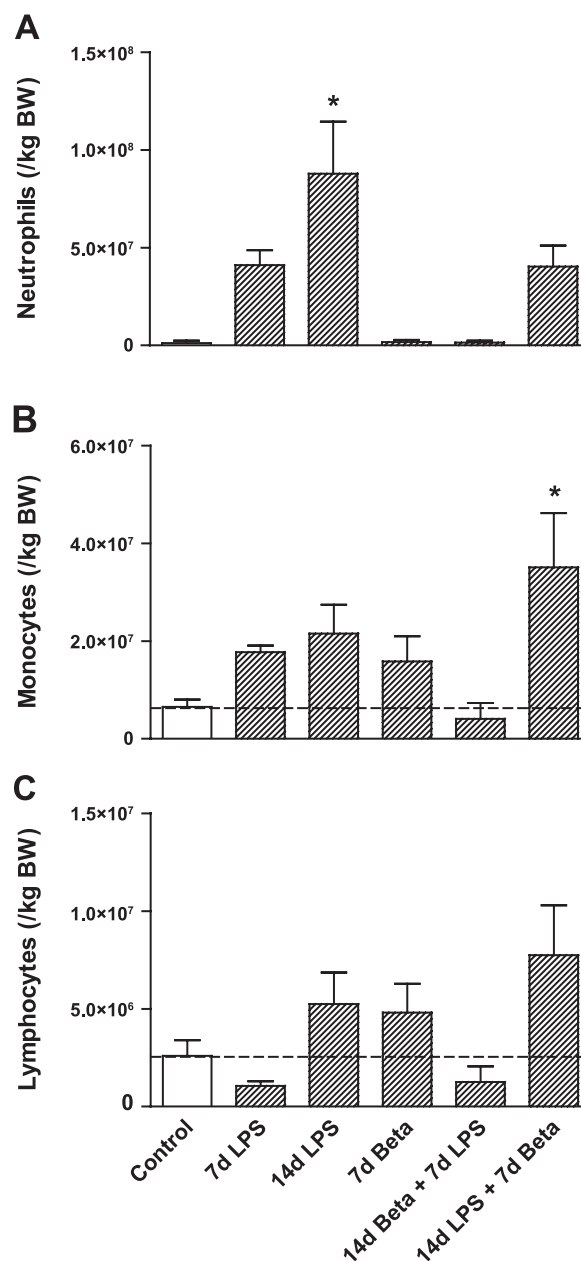 A
Neutrophils (/kg BW)
1.5×10⁸
1.0×10⁸
5.0×10⁷
0
*
B
Monocytes (/kg BW)
6.0×10⁷
4.0×10⁷
2.0×10⁷
0
*
C
Lymphocytes (/kg BW)
1.5×10⁷
1.0×10⁷
5.0×10⁶
0
Control
7d LPS
14d LPS
7d Beta
14d Beta + 7d LPS
14d LPS + 7d Beta